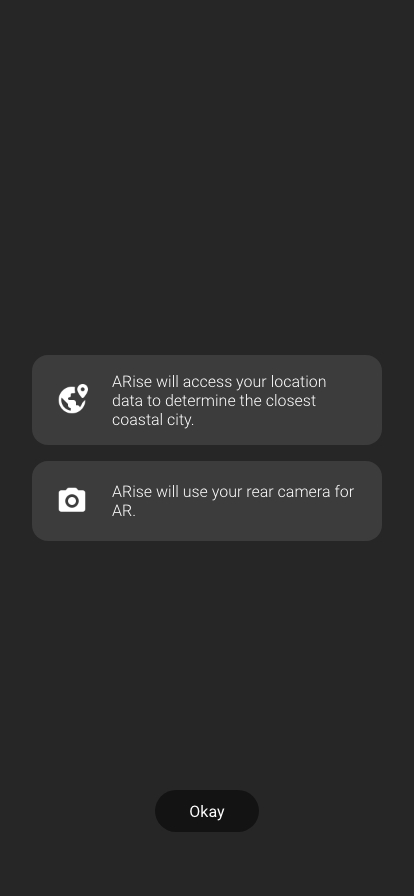 ARise will access your location
data to determine the closest
coastal city.
ARise will use your rear camera for
AR.
Okay